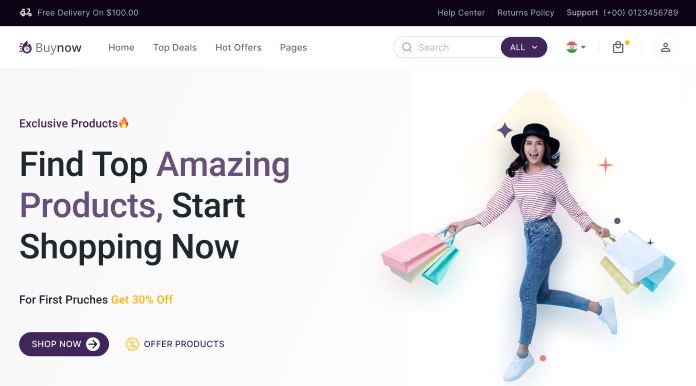 Free Delivery On $100.00
Help Center Returns Policy Support (+00) 0123456789
Buynow Home Top Deals Hot Offers Pages Search ALL
Exclusive Products
Find Top Amazing
Products, Start
Shopping Now
For First Pruches Get 30% Off
SHOP NOW OFFER PRODUCTS